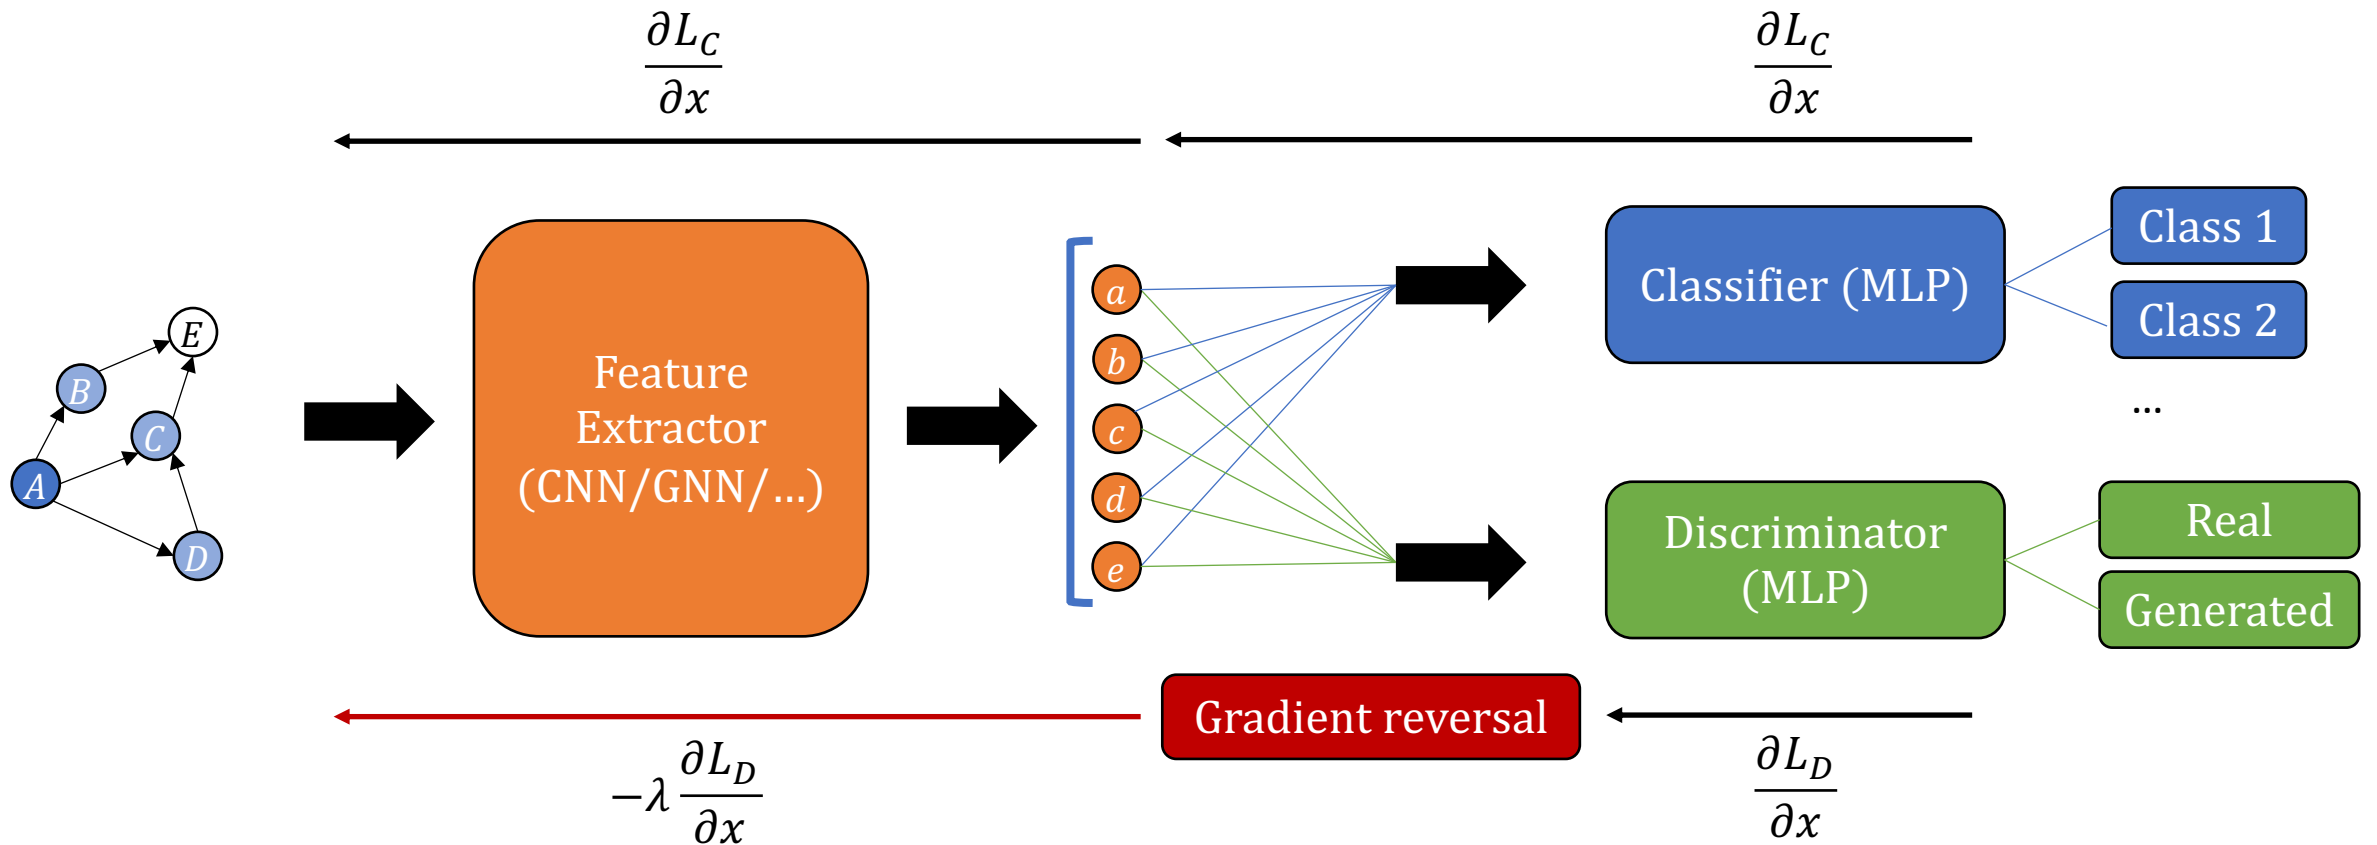 ∂L_C
∂x
∂L_C
∂x
E
B
C
A
D
Feature
Extractor
(CNN/GNN/...)
a
b
c
d
e
Classifier (MLP)
Class 1
Class 2
...
Discriminator
(MLP)
Real
Generated
Gradient reversal
−λ ∂L_D
∂x
∂L_D
∂x